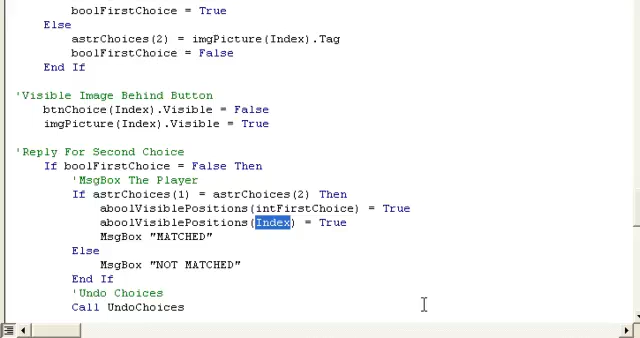 boolFirstChoice = True
Else
astrChoices(2) = imgPicture(Index).Tag
boolFirstChoice = False
End If
'Visible Image Behind Button
btnChoice(Index).Visible = False
imgPicture(Index).Visible = True
'Reply For Second Choice
If boolFirstChoice = False Then
'MsgBox The Player
If astrChoices(1) = astrChoices(2) Then
aboolVisiblePositions(intFirstChoice) = True
aboolVisiblePositions(Index) = True
MsgBox "MATCHED"
Else
MsgBox "NOT MATCHED"
End If
'Undo Choices
Call UndoChoices